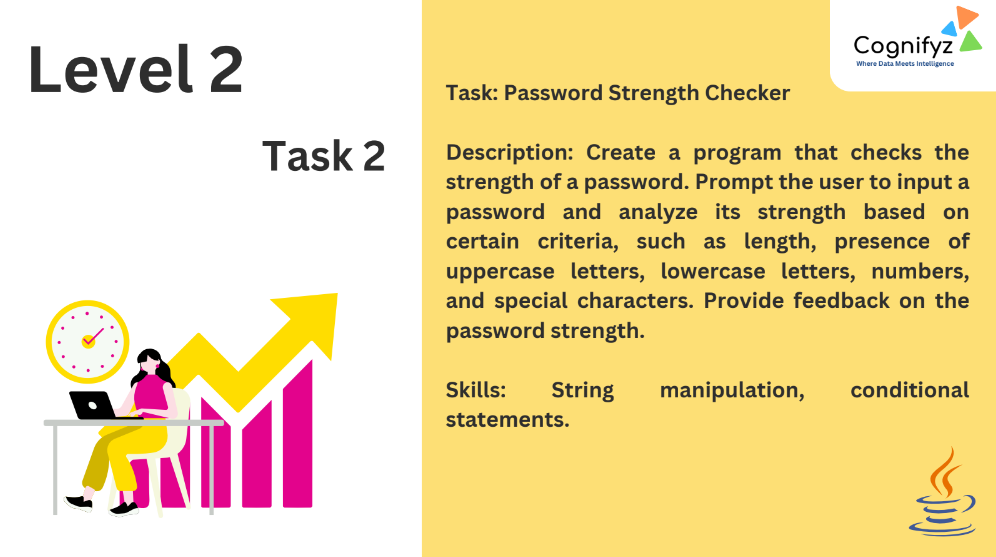 Level 2
Task 2
Cognifyz
Where Data Meets Intelligence
Task: Password Strength Checker
Description: Create a program that checks the
strength of a password. Prompt the user to input a
password and analyze its strength based on
certain criteria, such as length, presence of
uppercase letters, lowercase letters, numbers,
and special characters. Provide feedback on the
password strength.
Skills: String manipulation, conditional
statements.